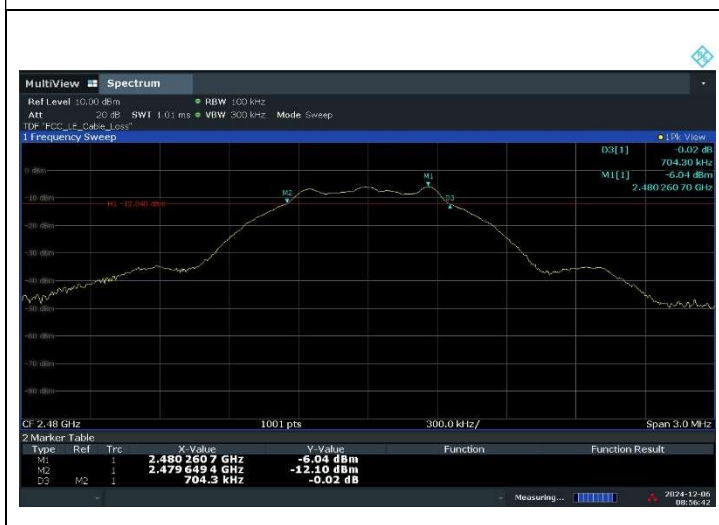 MultiView Spectrum
Ref Level 10.00 dBm RBW 100 kHz
Att 20 dB SWT 1.01 ms VBW 300 kHz Mode Sweep
TDF "FCC_LE_Cable_Loss"
1 Frequency Sweep 1Pk View
D3[1] -0.02 dB
704.30 kHz
M1[1] -6.04 dBm
2.480 260 70 GHz
0 dBm
M1
M2
-10 dBm
D3
H1 -12.040 dBm
-20 dBm
-30 dBm
-40 dBm
-50 dBm
-60 dBm
-70 dBm
-80 dBm
CF 2.48 GHz 1001 pts 300.0 kHz/ Span 3.0 MHz
2 Marker Table
Type Ref Trc X-Value Y-Value Function Function Result
M1 1 2.480 260 7 GHz -6.04 dBm
M2 1 2.479 649 4 GHz -12.10 dBm
D3 M2 1 704.3 kHz -0.02 dB
Measuring... 2024-12-06
08:56:42